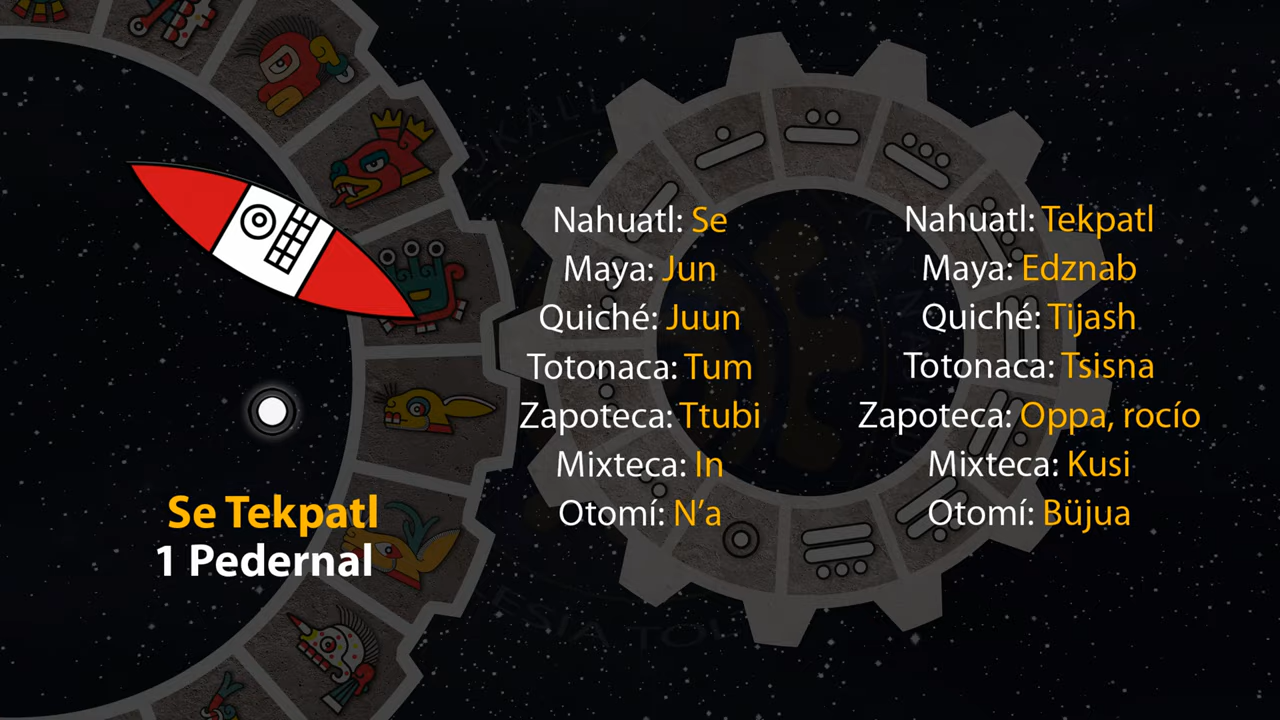 Nahuatl: Se
Maya: Jun
Quiché: Juun
Totonaca: Tum
Zapoteca: Ttubi
Mixteca: In
Otomí: N’a
Nahuatl: Tekpatl
Maya: Edznab
Quiché: Tijash
Totonaca: Tsisna
Zapoteca: Oppa, rocío
Mixteca: Kusi
Otomí: Büjua
Se Tekpatl
1 Pedernal